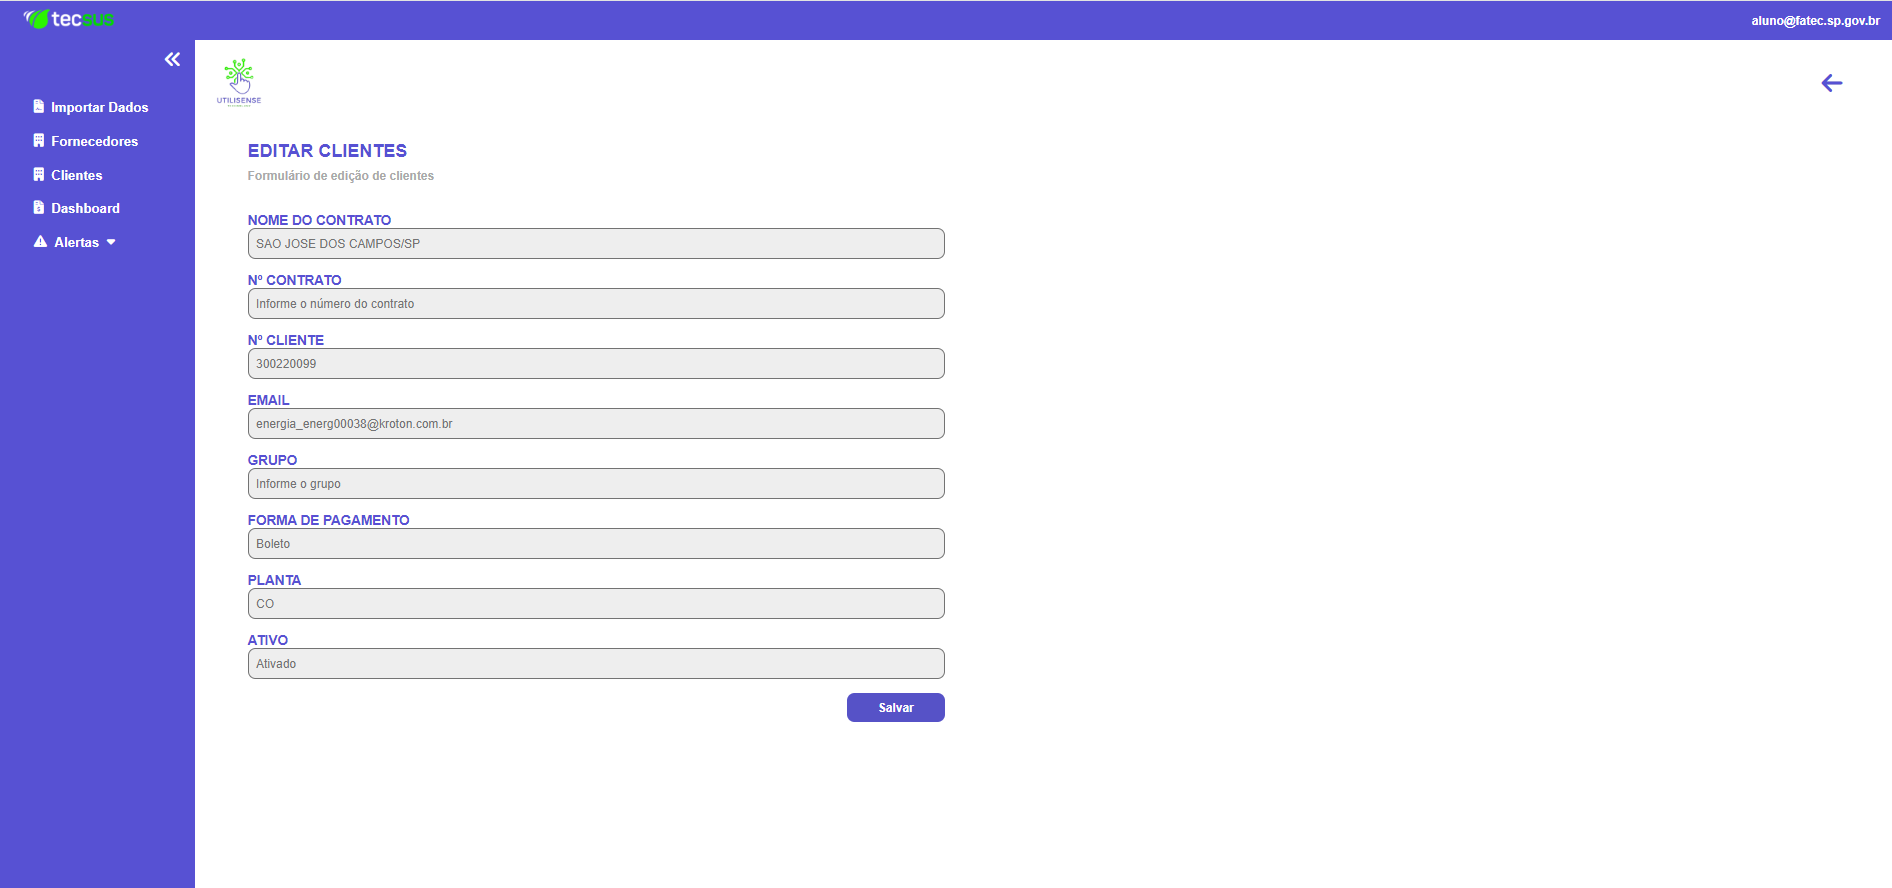 tecsus
aluno@fatec.sp.gov.br
Importar Dados
Fornecedores
Clientes
Dashboard
Alertas
UTILISENSE
EDITAR CLIENTES
Formulário de edição de clientes
NOME DO CONTRATO
SAO JOSE DOS CAMPOS/SP
Nº CONTRATO
Informe o número do contrato
Nº CLIENTE
300220099
EMAIL
energia_energ00038@kroton.com.br
GRUPO
Informe o grupo
FORMA DE PAGAMENTO
Boleto
PLANTA
CO
ATIVO
Ativado
Salvar